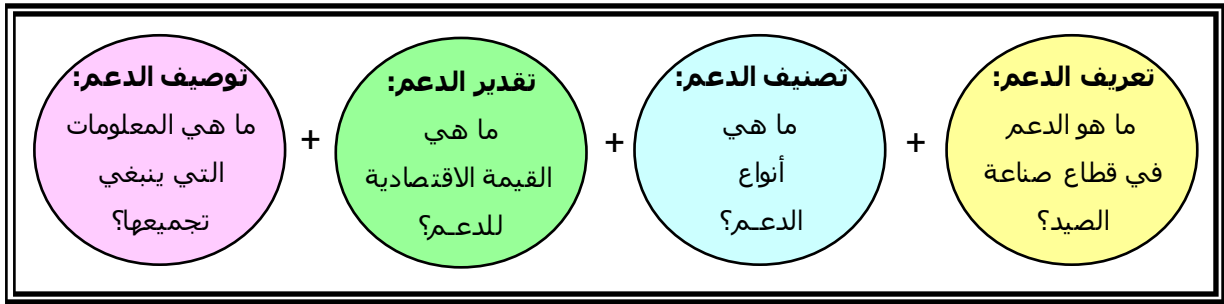 تعريف الدعم:
ما هو الدعم
في قطاع صناعة
الصيد؟
+
تصنيف الدعم:
ما هي
أنواع
الدعـم؟
+
تقدير الدعم:
ما هي
القيمة الاقتصادية
للدعـم؟
+
توصيف الدعم:
ما هي المعلومات
التي ينبغي
تجميعها؟